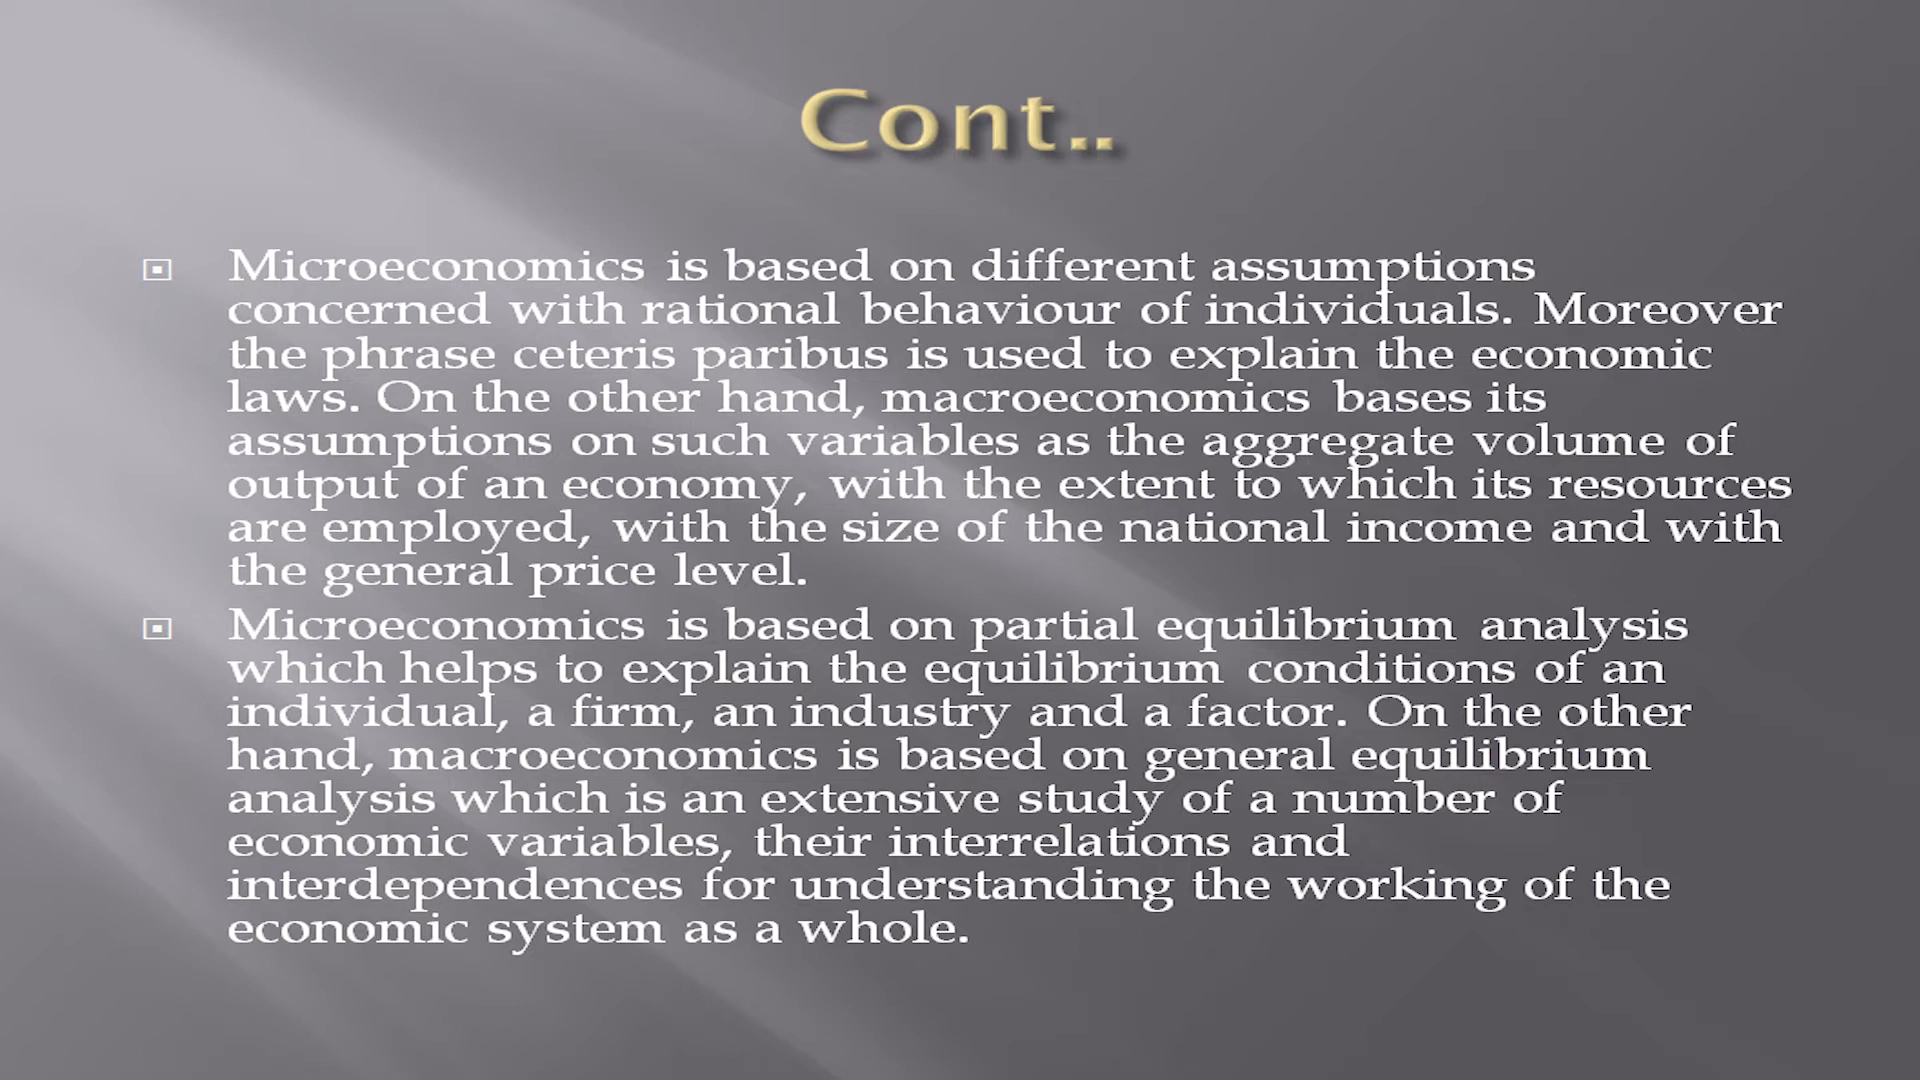 Cont..
Microeconomics is based on different assumptions
concerned with rational behaviour of individuals. Moreover
the phrase ceteris paribus is used to explain the economic
laws. On the other hand, macroeconomics bases its
assumptions on such variables as the aggregate volume of
output of an economy, with the extent to which its resources
are employed, with the size of the national income and with
the general price level.
Microeconomics is based on partial equilibrium analysis
which helps to explain the equilibrium conditions of an
individual, a firm, an industry and a factor. On the other
hand, macroeconomics is based on general equilibrium
analysis which is an extensive study of a number of
economic variables, their interrelations and
interdependences for understanding the working of the
economic system as a whole.